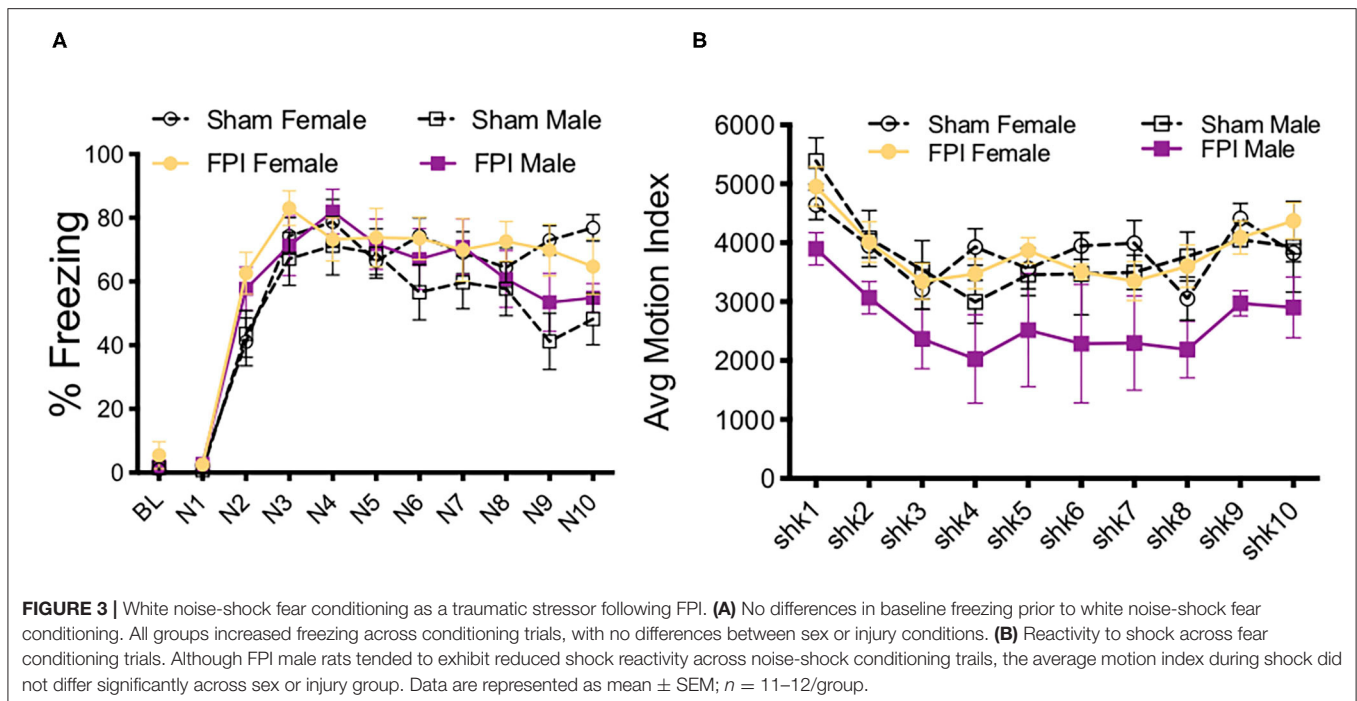 A
B
Sham Female
Sham Male
FPI Female
FPI Male
% Freezing
100
80
60
40
20
0
BL N1 N2 N3 N4 N5 N6 N7 N8 N9 N10
Sham Female
Sham Male
FPI Female
FPI Male
Avg Motion Index
6000
5000
4000
3000
2000
1000
0
shk1 shk2 shk3 shk4 shk5 shk6 shk7 shk8 shk9 shk10
FIGURE 3 | White noise-shock fear conditioning as a traumatic stressor following FPI. (A) No differences in baseline freezing prior to white noise-shock fear
conditioning. All groups increased freezing across conditioning trials, with no differences between sex or injury conditions. (B) Reactivity to shock across fear
conditioning trials. Although FPI male rats tended to exhibit reduced shock reactivity across noise-shock conditioning trails, the average motion index during shock did
not differ significantly across sex or injury group. Data are represented as mean ± SEM; n = 11–12/group.